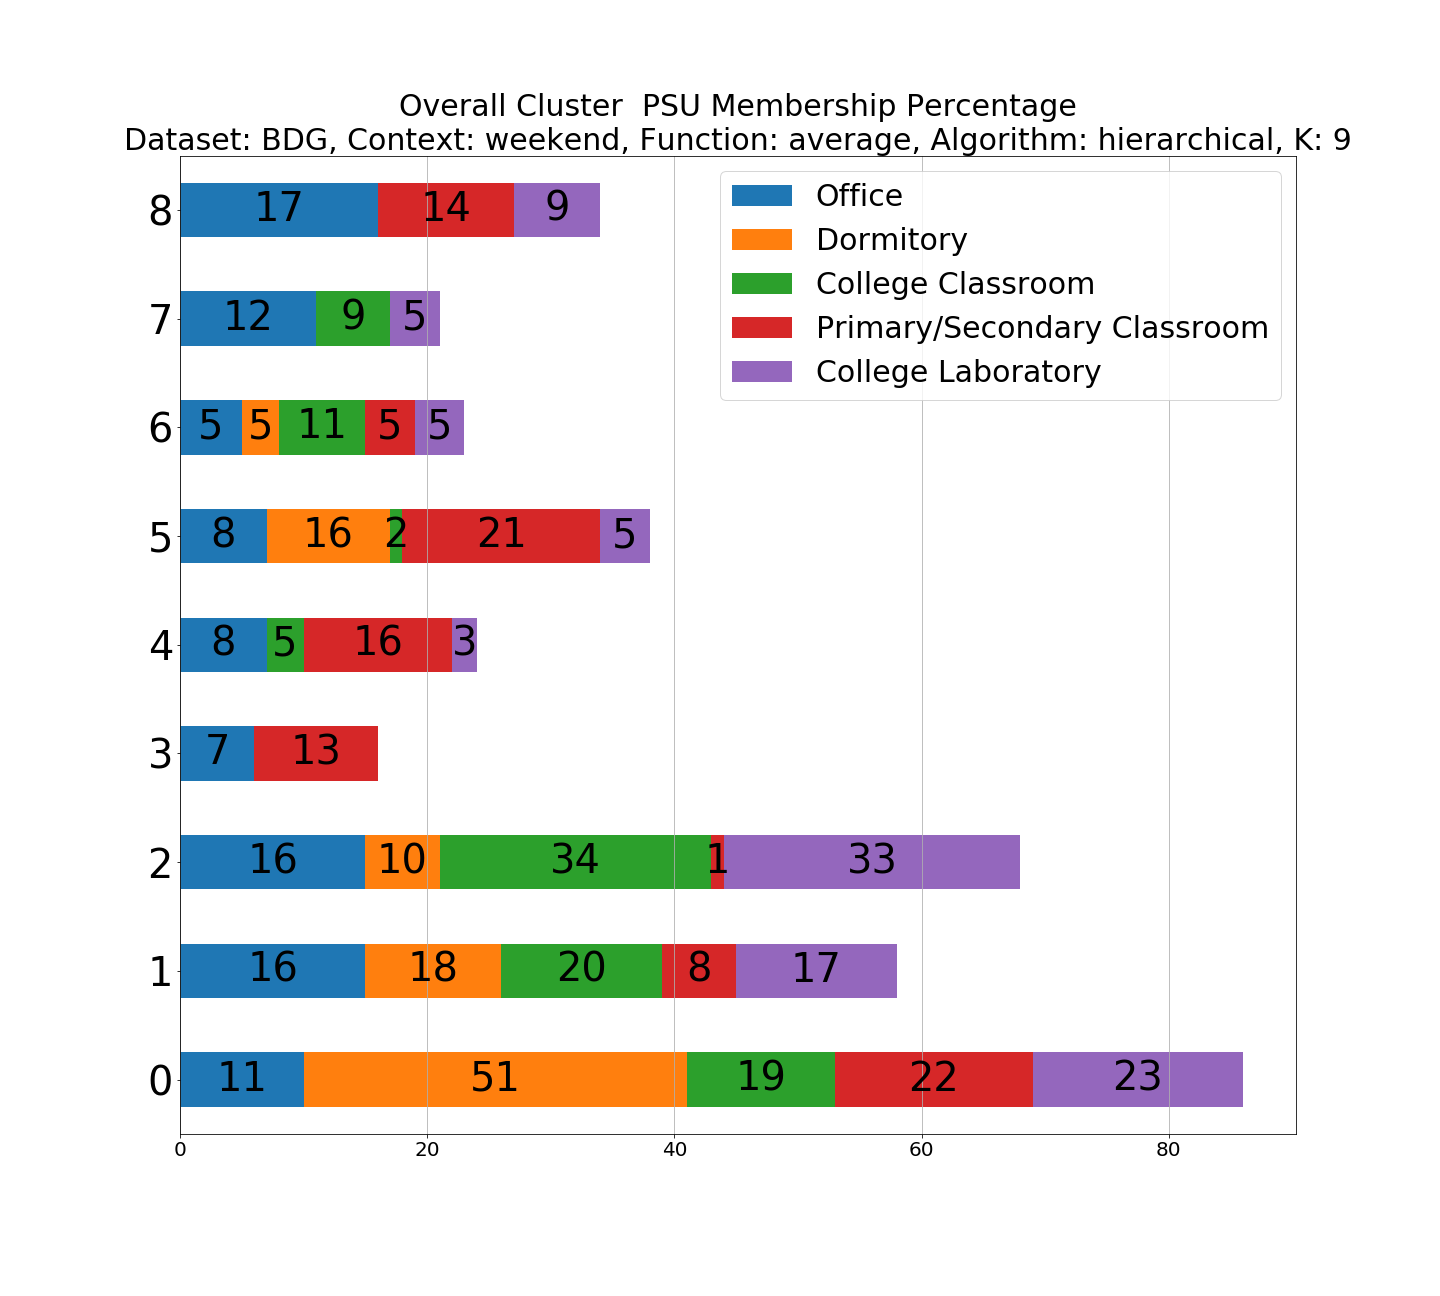 Overall Cluster  PSU Membership Percentage
Dataset: BDG, Context: weekend, Function: average, Algorithm: hierarchical, K: 9
Office
Dormitory
College Classroom
Primary/Secondary Classroom
College Laboratory
8 17 14 9
7 12 9 5
6 5 5 11 5 5
5 8 16 2 21 5
4 8 5 16 3
3 7 13
2 16 10 34 1 33
1 16 18 20 8 17
0 11 51 19 22 23
0 20 40 60 80